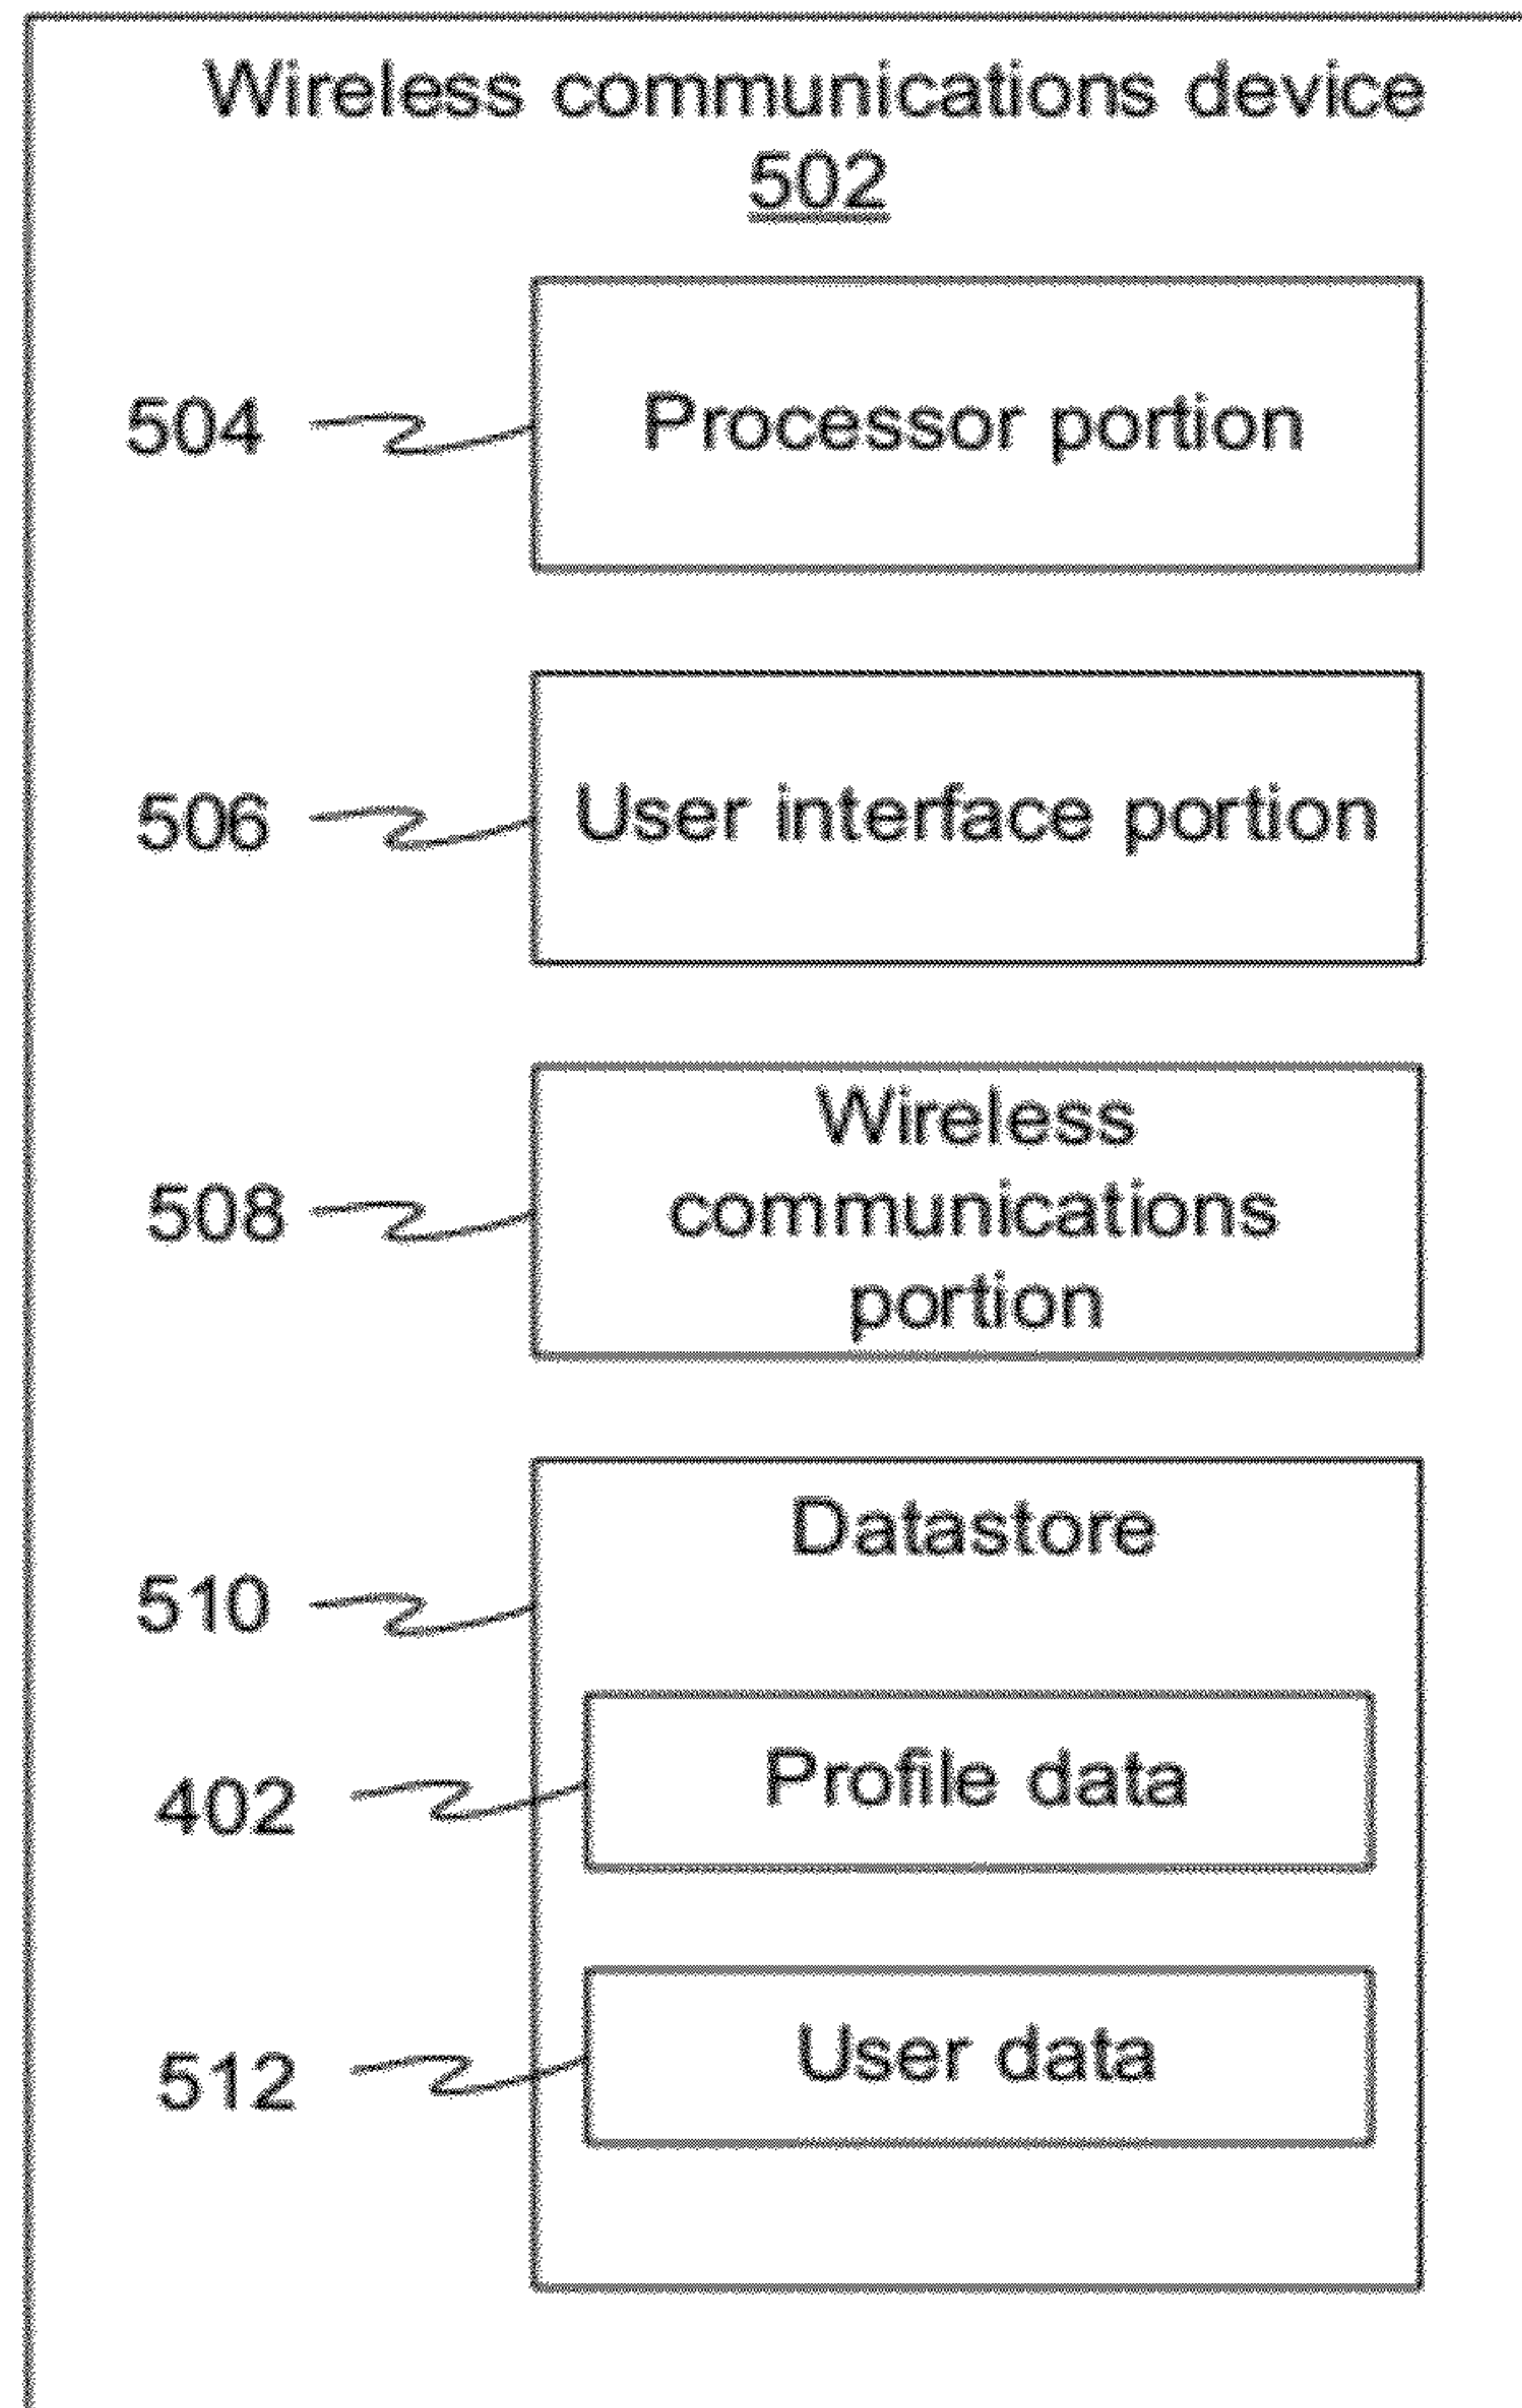 Wireless communications device
502
504
Processor portion
506
User interface portion
508
Wireless
communications
portion
510
Datastore
402
Profile data
512
User data